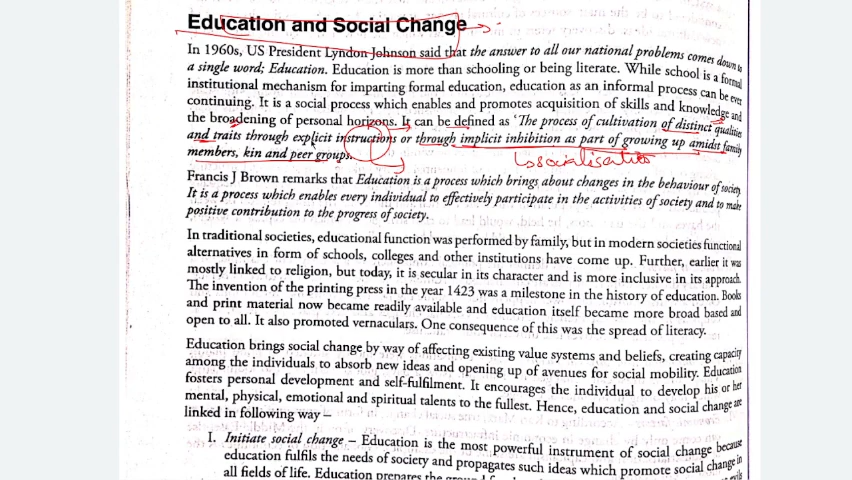 Education and Social Change
In 1960s, US President Lyndon Johnson said that the answer to all our national problems comes down to
a single word; Education. Education is more than schooling or being literate. While school is a formal
institutional mechanism for imparting formal education, education as an informal process can be ever
continuing. It is a social process which enables and promotes acquisition of skills and knowledge and
the broadening of personal horizons. It can be defined as 'The process of cultivation of distinct qualities
and traits through explicit instructions or through implicit inhibition as part of growing up amidst family
members, kin and peer groups.
socialisation
Francis J Brown remarks that Education is a process which brings about changes in the behaviour of society.
It is a process which enables every individual to effectively participate in the activities of society and to make
positive contribution to the progress of society.
In traditional societies, educational function was performed by family, but in modern societies functional
alternatives in form of schools, colleges and other institutions have come up. Further, earlier it was
mostly linked to religion, but today, it is secular in its character and is more inclusive in its approach.
The invention of the printing press in the year 1423 was a milestone in the history of education. Books
and print material now became readily available and education itself became more broad based and
open to all. It also promoted vernaculars. One consequence of this was the spread of literacy.
Education brings social change by way of affecting existing value systems and beliefs, creating capacity
among the individuals to absorb new ideas and opening up of avenues for social mobility. Education
fosters personal development and self-fulfilment. It encourages the individual to develop his or her
mental, physical, emotional and spiritual talents to the fullest. Hence, education and social change are
linked in following way –
I. Initiate social change – Education is the most powerful instrument of social change because
education fulfils the needs of society and propagates such ideas which promote social change in
all fields of life. Education prepares the